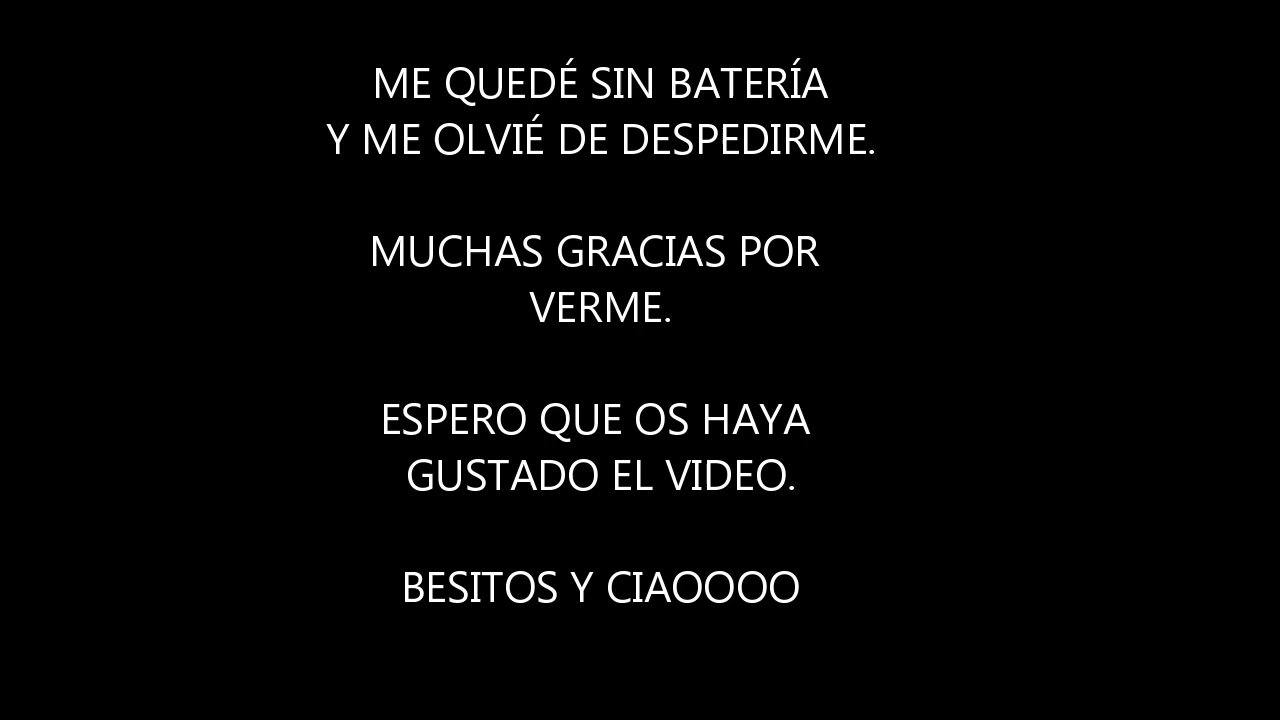 ME QUEDÉ SIN BATERÍA
Y ME OLVIÉ DE DESPEDIRME.
MUCHAS GRACIAS POR
VERME.
ESPERO QUE OS HAYA
GUSTADO EL VIDEO.
BESITOS Y CIAOOOO